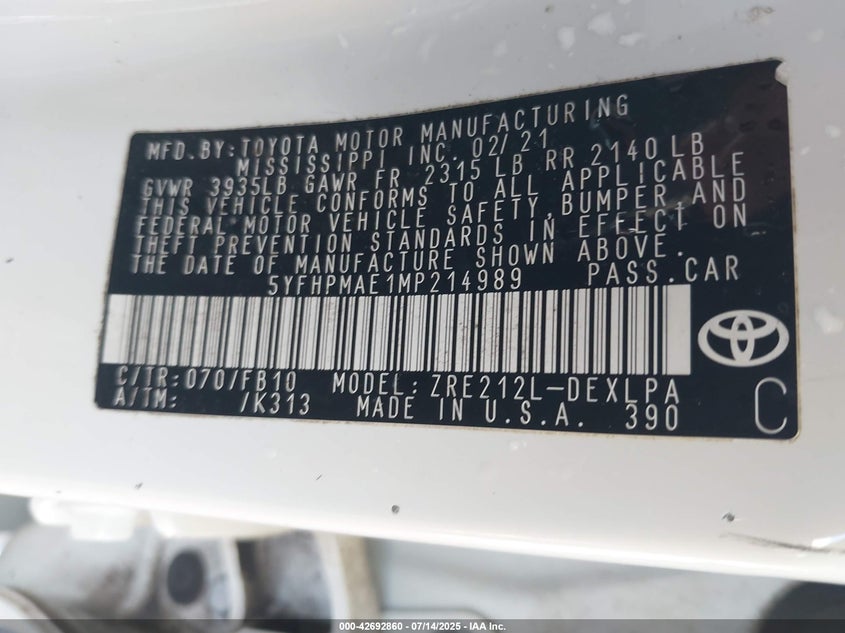 MFD.BY:TOYOTA MOTOR MANUFACTURING
MISSISSIPPI INC. 02/21
GVWR 3935LB GAWR FR 2315 LB RR 2140 LB
THIS VEHICLE CONFORMS TO ALL APPLICABLE
FEDERAL MOTOR VEHICLE SAFETY, BUMPER, AND
THEFT PREVENTION STANDARDS IN EFFECT ON
THE DATE OF MANUFACTURE SHOWN ABOVE.
5YFHPMAE1MP214989 PASS.CAR
C/TR:070/FB10 MODEL:ZRE212L-DEXLPA
A/TM: /K313 MADE IN U.S.A. 390
C
000-42692860 - 07/14/2025 - IAA Inc.